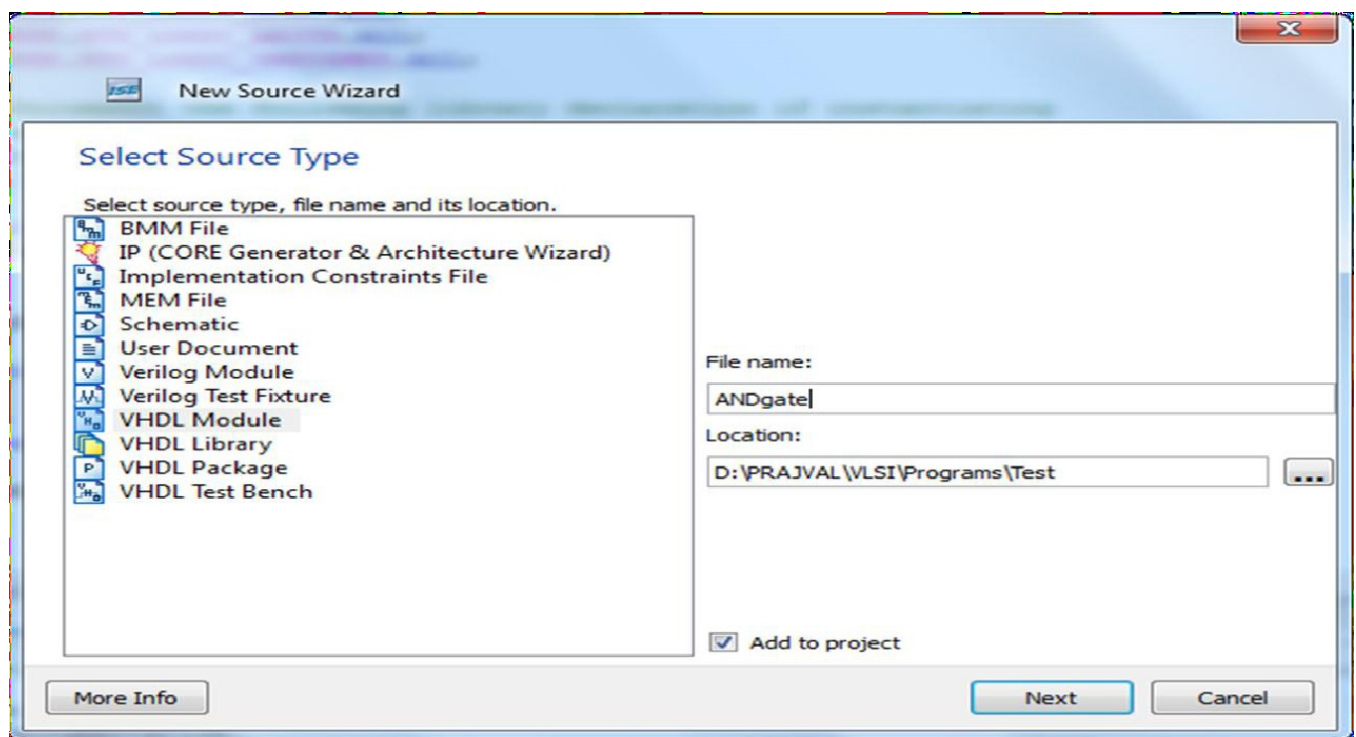 ISE
New Source Wizard
Select Source Type
Select source type, file name and its location.
BMM File
IP (CORE Generator & Architecture Wizard)
Implementation Constraints File
MEM File
Schematic
User Document
Verilog Module
Verilog Test Fixture
VHDL Module
VHDL Library
VHDL Package
VHDL Test Bench
File name:
ANDgate
Location:
D:\PRAJVAL\VLSI\Programs\Test
...
Add to project
More Info
Next
Cancel